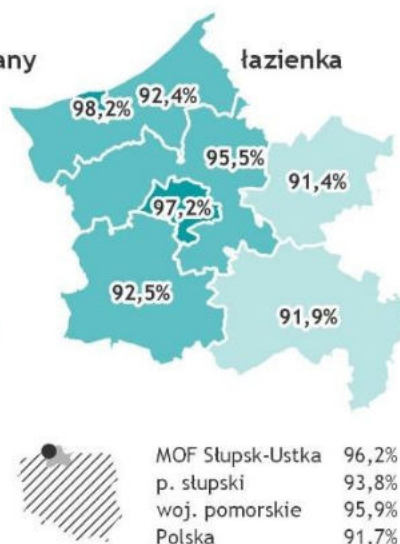 any
łazienka
98,2%
92,4%
95,5%
91,4%
97,2%
92,5%
91,9%
MOF Słupsk-Ustka 96,2%
p. słupski 93,8%
woj. pomorskie 95,9%
Polska 91,7%